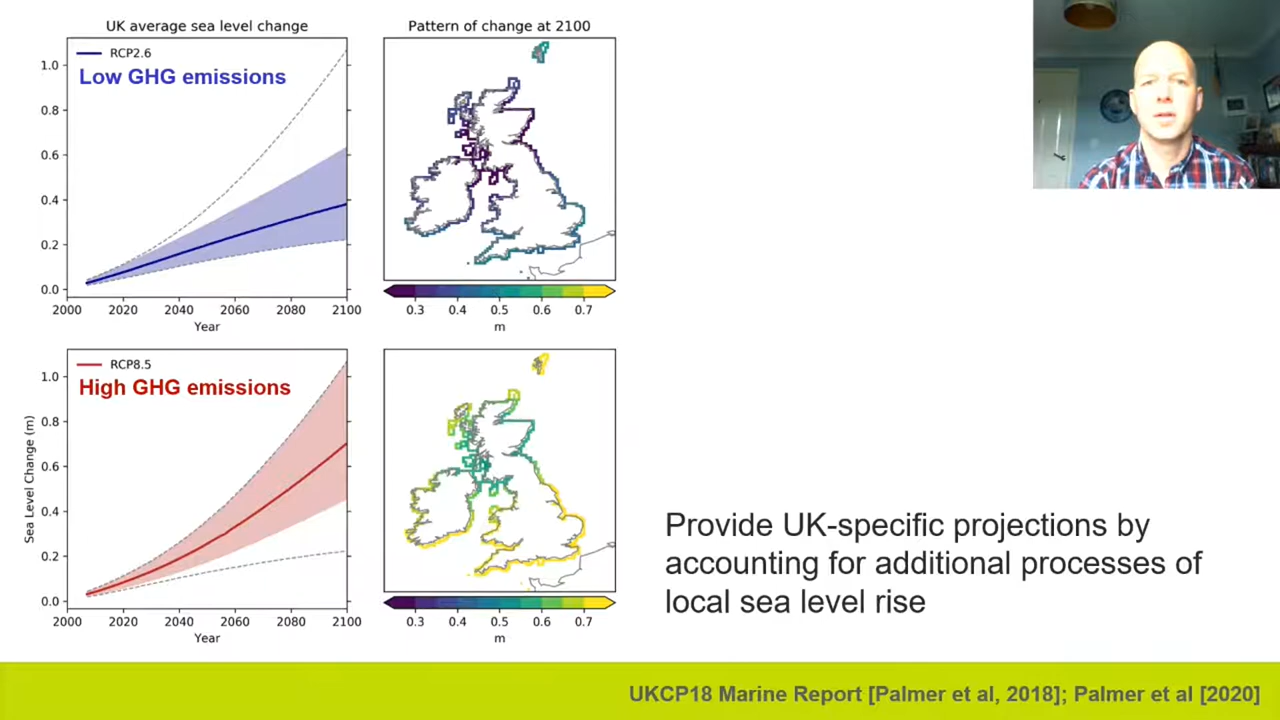 UK average sea level change
RCP2.6
Low GHG emissions
1.0
0.8
0.6
0.4
0.2
0.0
2000 2020 2040 2060 2080 2100
Year
Pattern of change at 2100
0.3 0.4 0.5 0.6 0.7
m
RCP8.5
High GHG emissions
Sea Level Change (m)
1.0
0.8
0.6
0.4
0.2
0.0
2000 2020 2040 2060 2080 2100
Year
0.3 0.4 0.5 0.6 0.7
m
Provide UK-specific projections by
accounting for additional processes of
local sea level rise
UKCP18 Marine Report [Palmer et al, 2018]; Palmer et al [2020]